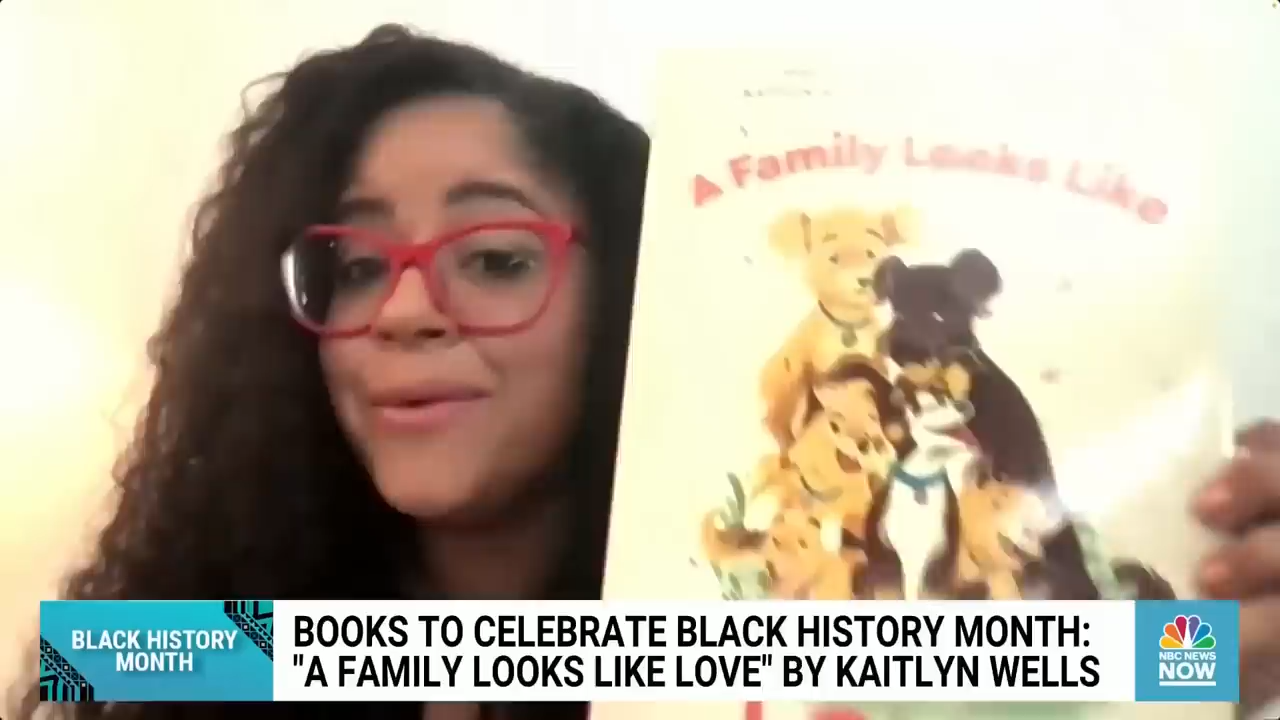 A Family Looks Like
BLACK HISTORY
MONTH
BOOKS TO CELEBRATE BLACK HISTORY MONTH:
"A FAMILY LOOKS LIKE LOVE" BY KAITLYN WELLS
NBC NEWS
NOW